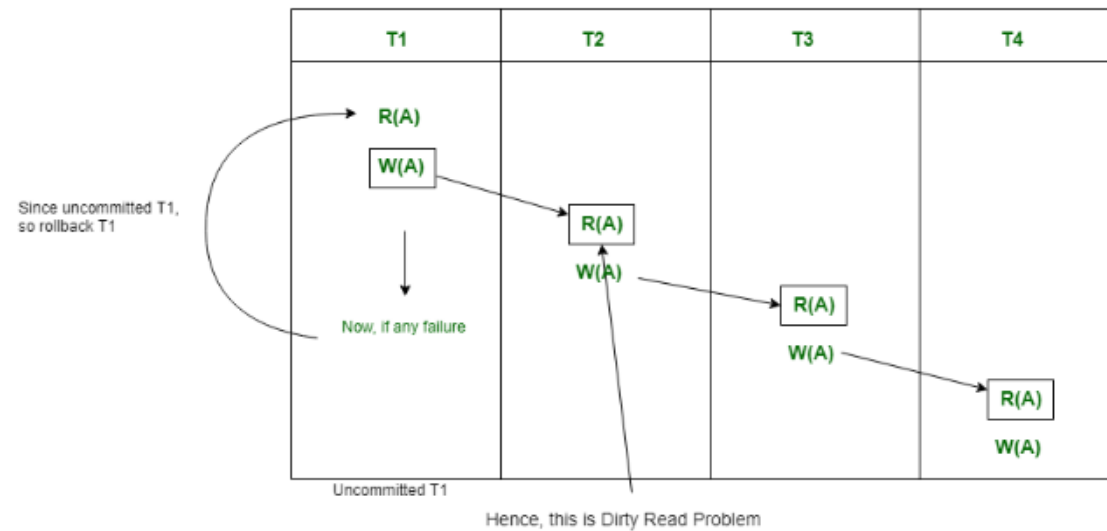 T1 T2 T3 T4
R(A)
W(A)
Since uncommitted T1,
so rollback T1
R(A)
W(A)
R(A)
Now, if any failure
W(A)
R(A)
W(A)
Uncommitted T1
Hence, this is Dirty Read Problem